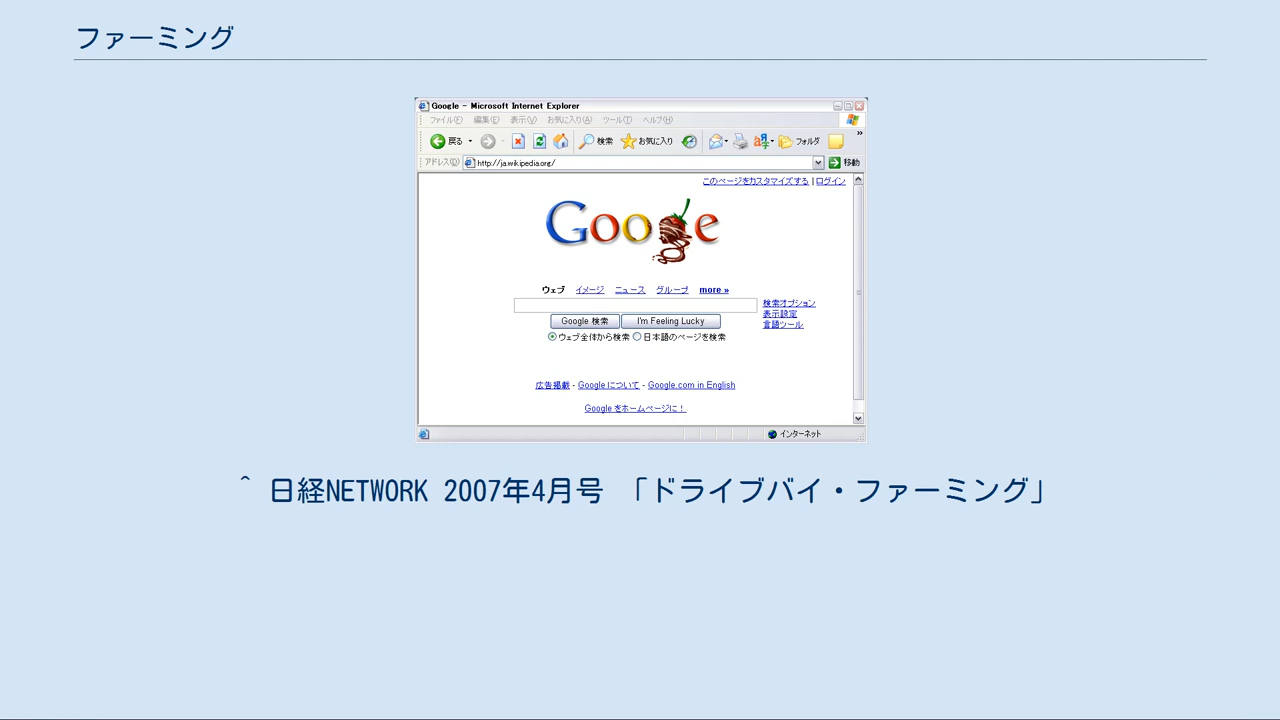 ファーミング
Google - Microsoft Internet Explorer
ファイル(F) 編集(E) 表示(V) お気に入り(A) ツール(T) ヘルプ(H)
戻る 検索 お気に入り フォルダ »
アドレス(D) http://ja.wikipedia.org/ 移動
このページをカスタマイズする | ログイン
Google
ウェブ イメージ ニュース グループ more »
検索オプション
表示設定
言語ツール
Google 検索 I'm Feeling Lucky
ウェブ全体から検索 日本語のページを検索
広告掲載 - Google について - Google.com in English
Google をホームページに！
インターネット
^ 日経NETWORK 2007年4月号 「ドライブバイ・ファーミング」